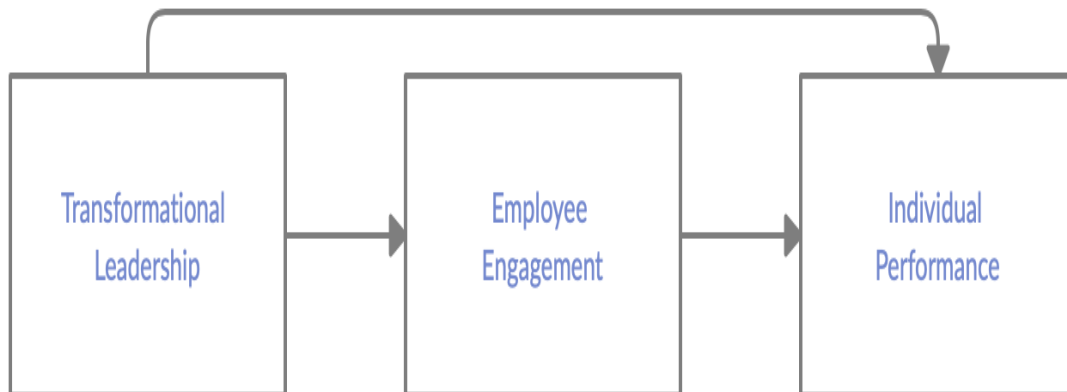 Transformational
Leadership
Employee
Engagement
Individual
Performance